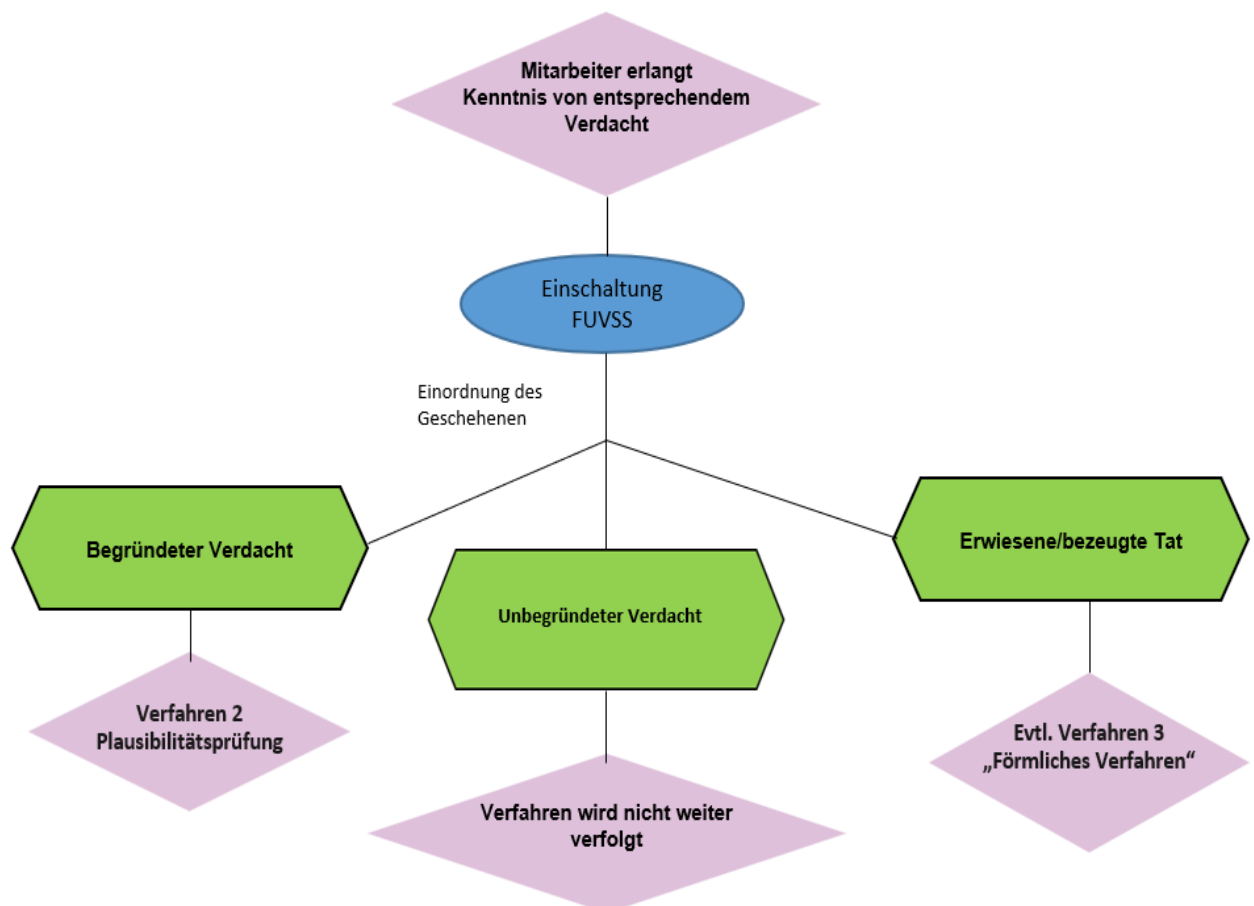 Mitarbeiter erlangt
Kenntnis von entsprechendem
Verdacht
Einschaltung
FUVSS
Einordnung des
Geschehenen
Begründeter Verdacht
Unbegründeter Verdacht
Erwiesene/bezeugte Tat
Verfahren 2
Plausibilitätsprüfung
Verfahren wird nicht weiter
verfolgt
Evtl. Verfahren 3
„Förmliches Verfahren“